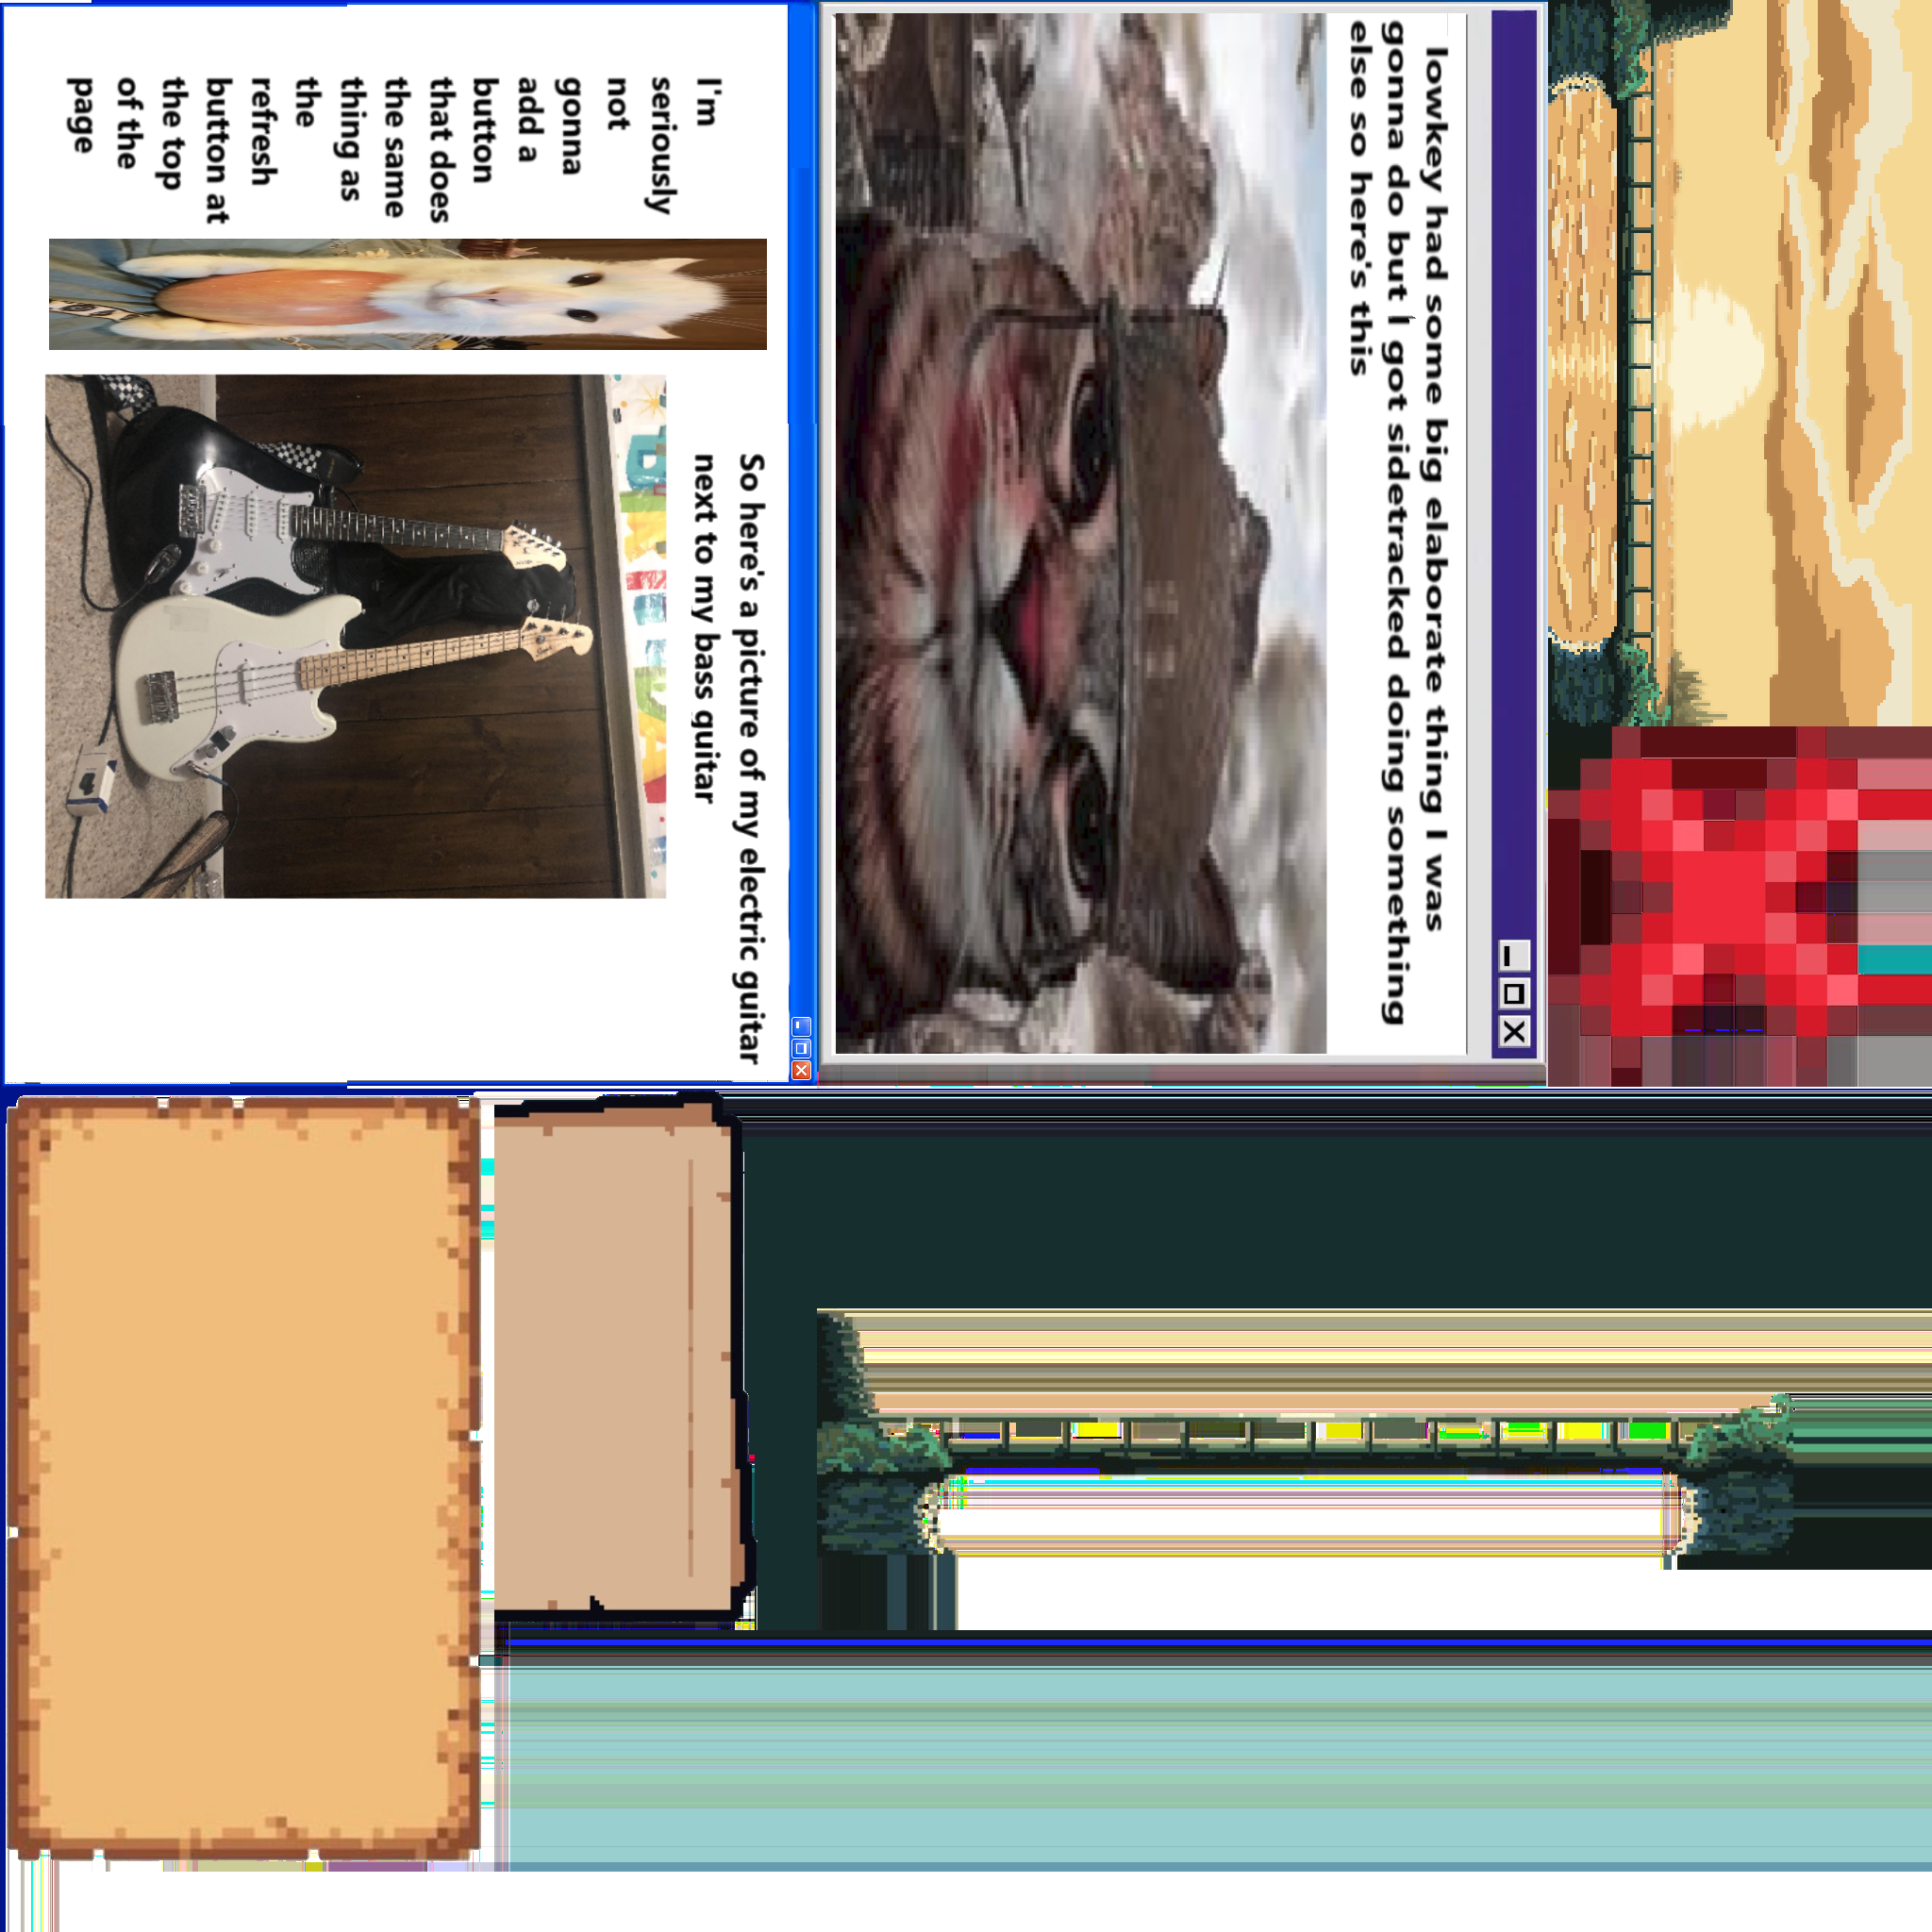 I'm
seriously
not
gonna
add a
button
that does
the same
thing as
the
refresh
button at
the top
of the
page
So here's a picture of my electric guitar
next to my bass guitar
lowkey had some big elaborate thing I was
gonna do but I got sidetracked doing something
else so here's this